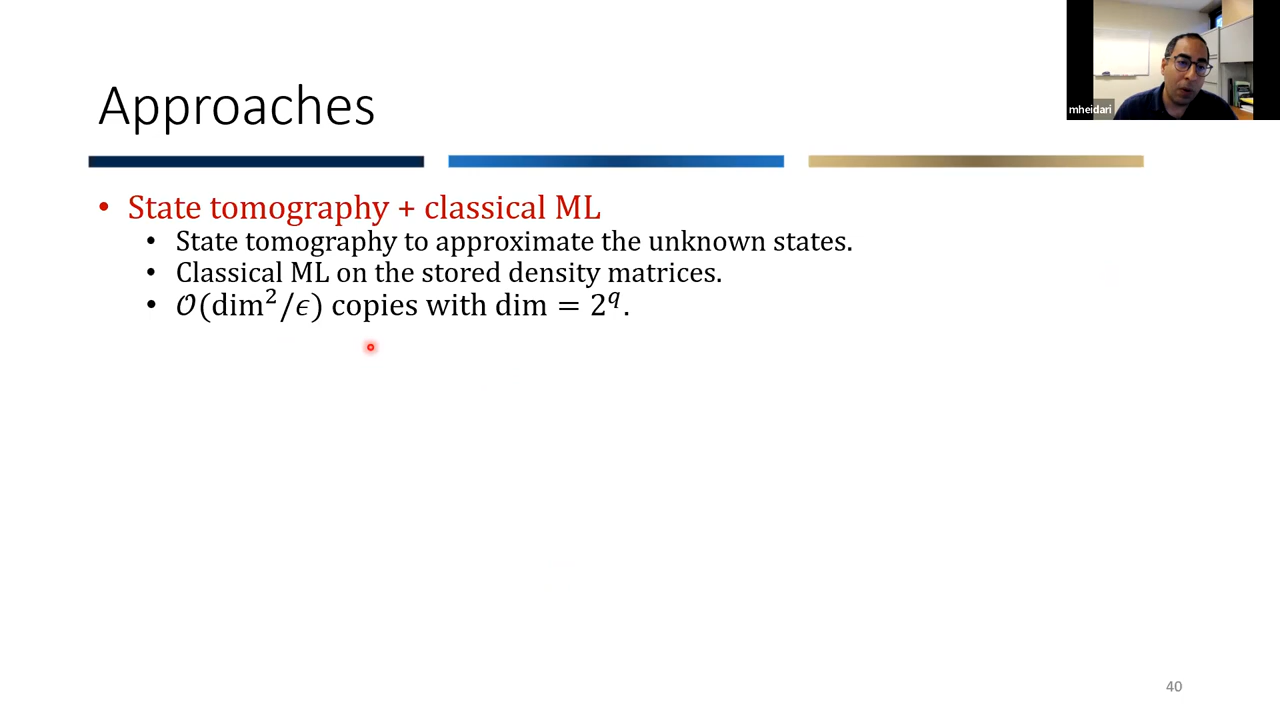 mheidari
Approaches
• State tomography + classical ML
• State tomography to approximate the unknown states.
• Classical ML on the stored density matrices.
• 𝒪(dim²/ϵ) copies with dim = 2^q.
40